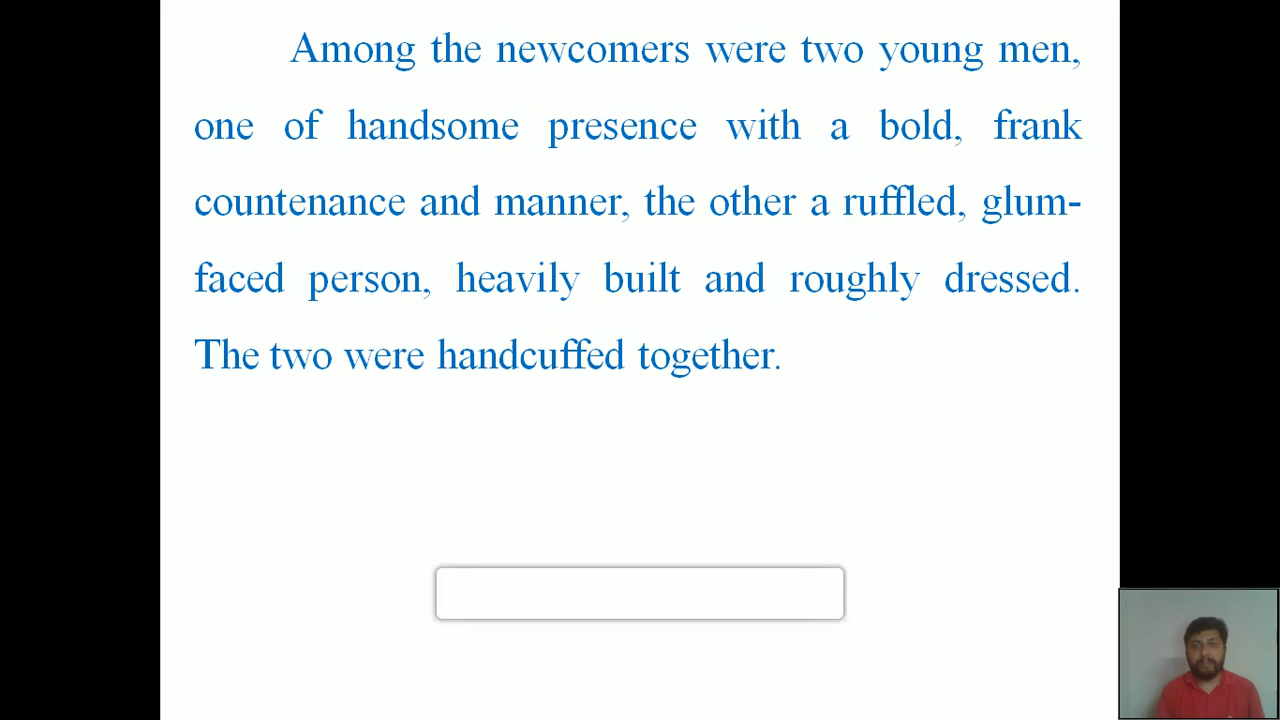 Among the newcomers were two young men,
one of handsome presence with a bold, frank
countenance and manner, the other a ruffled, glum-
faced person, heavily built and roughly dressed.
The two were handcuffed together.